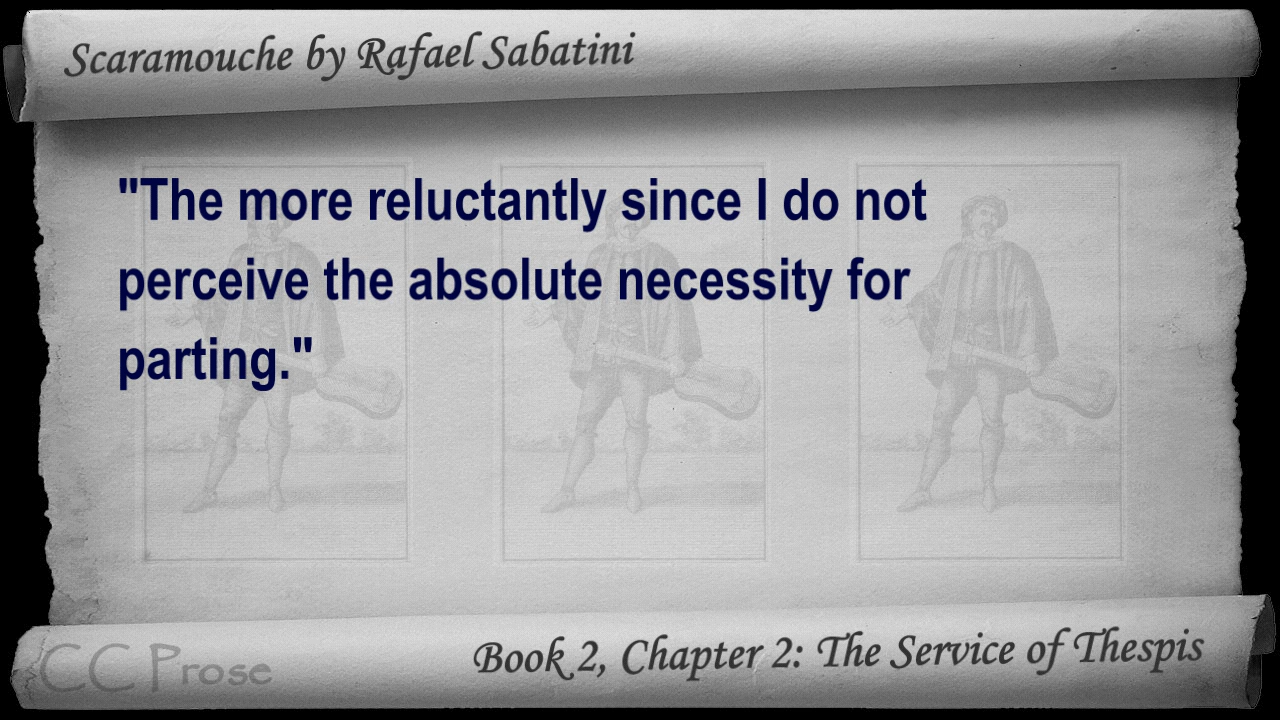 Scaramouche by Rafael Sabatini
"The more reluctantly since I do not
perceive the absolute necessity for
parting."
CC Prose
Book 2, Chapter 2: The Service of Thespis